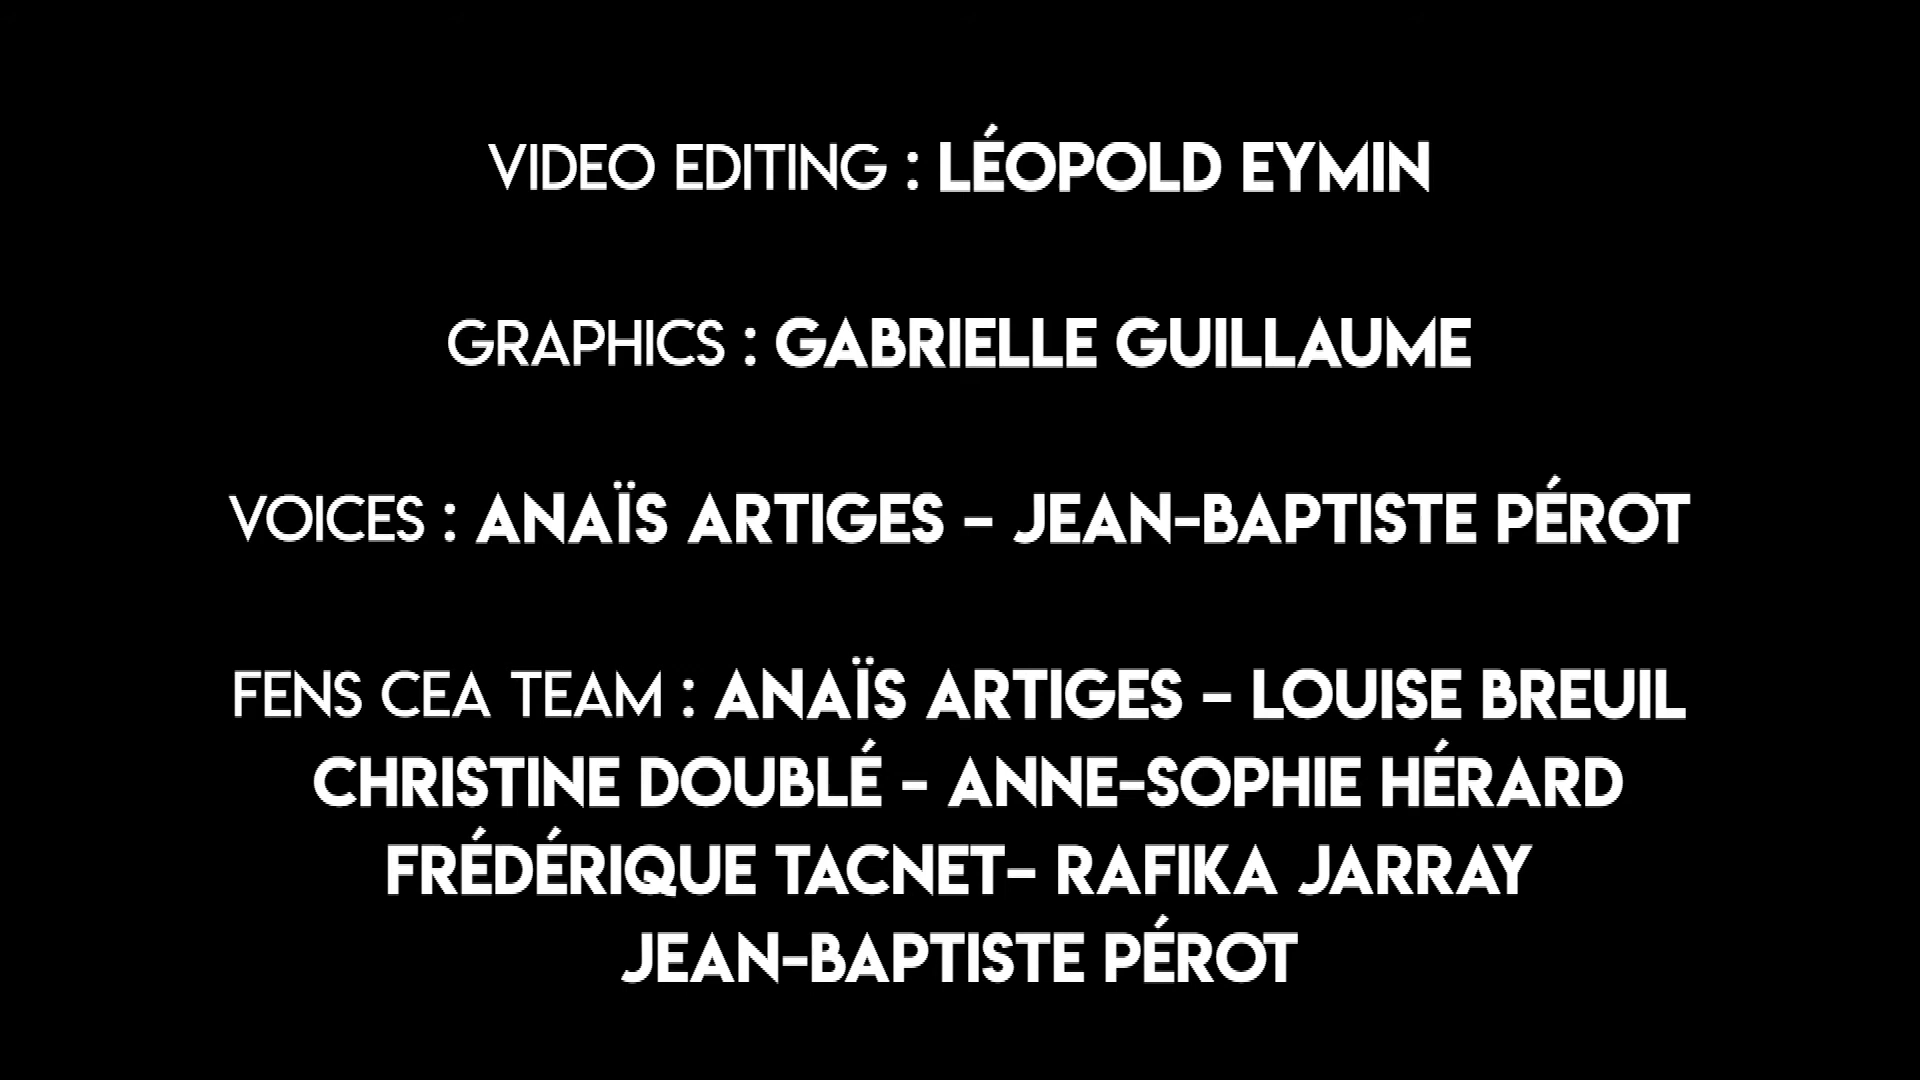 VIDEO EDITING : LÉOPOLD EYMIN
GRAPHICS : GABRIELLE GUILLAUME
VOICES : ANAÏS ARTIGES – JEAN-BAPTISTE PÉROT
FENS CEA TEAM : ANAÏS ARTIGES – LOUISE BREUIL
CHRISTINE DOUBLÉ - ANNE-SOPHIE HÉRARD
FRÉDÉRIQUE TACNET– RAFIKA JARRAY
JEAN-BAPTISTE PÉROT